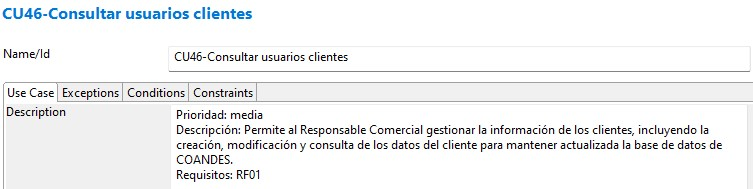 CU46-Consultar usuarios clientes
Name/Id
CU46-Consultar usuarios clientes
Use Case Exceptions Conditions Constraints
Description
Prioridad: media
Descripción: Permite al Responsable Comercial gestionar la información de los clientes, incluyendo la
creación, modificación y consulta de los datos del cliente para mantener actualizada la base de datos de
COANDES.
Requisitos: RF01